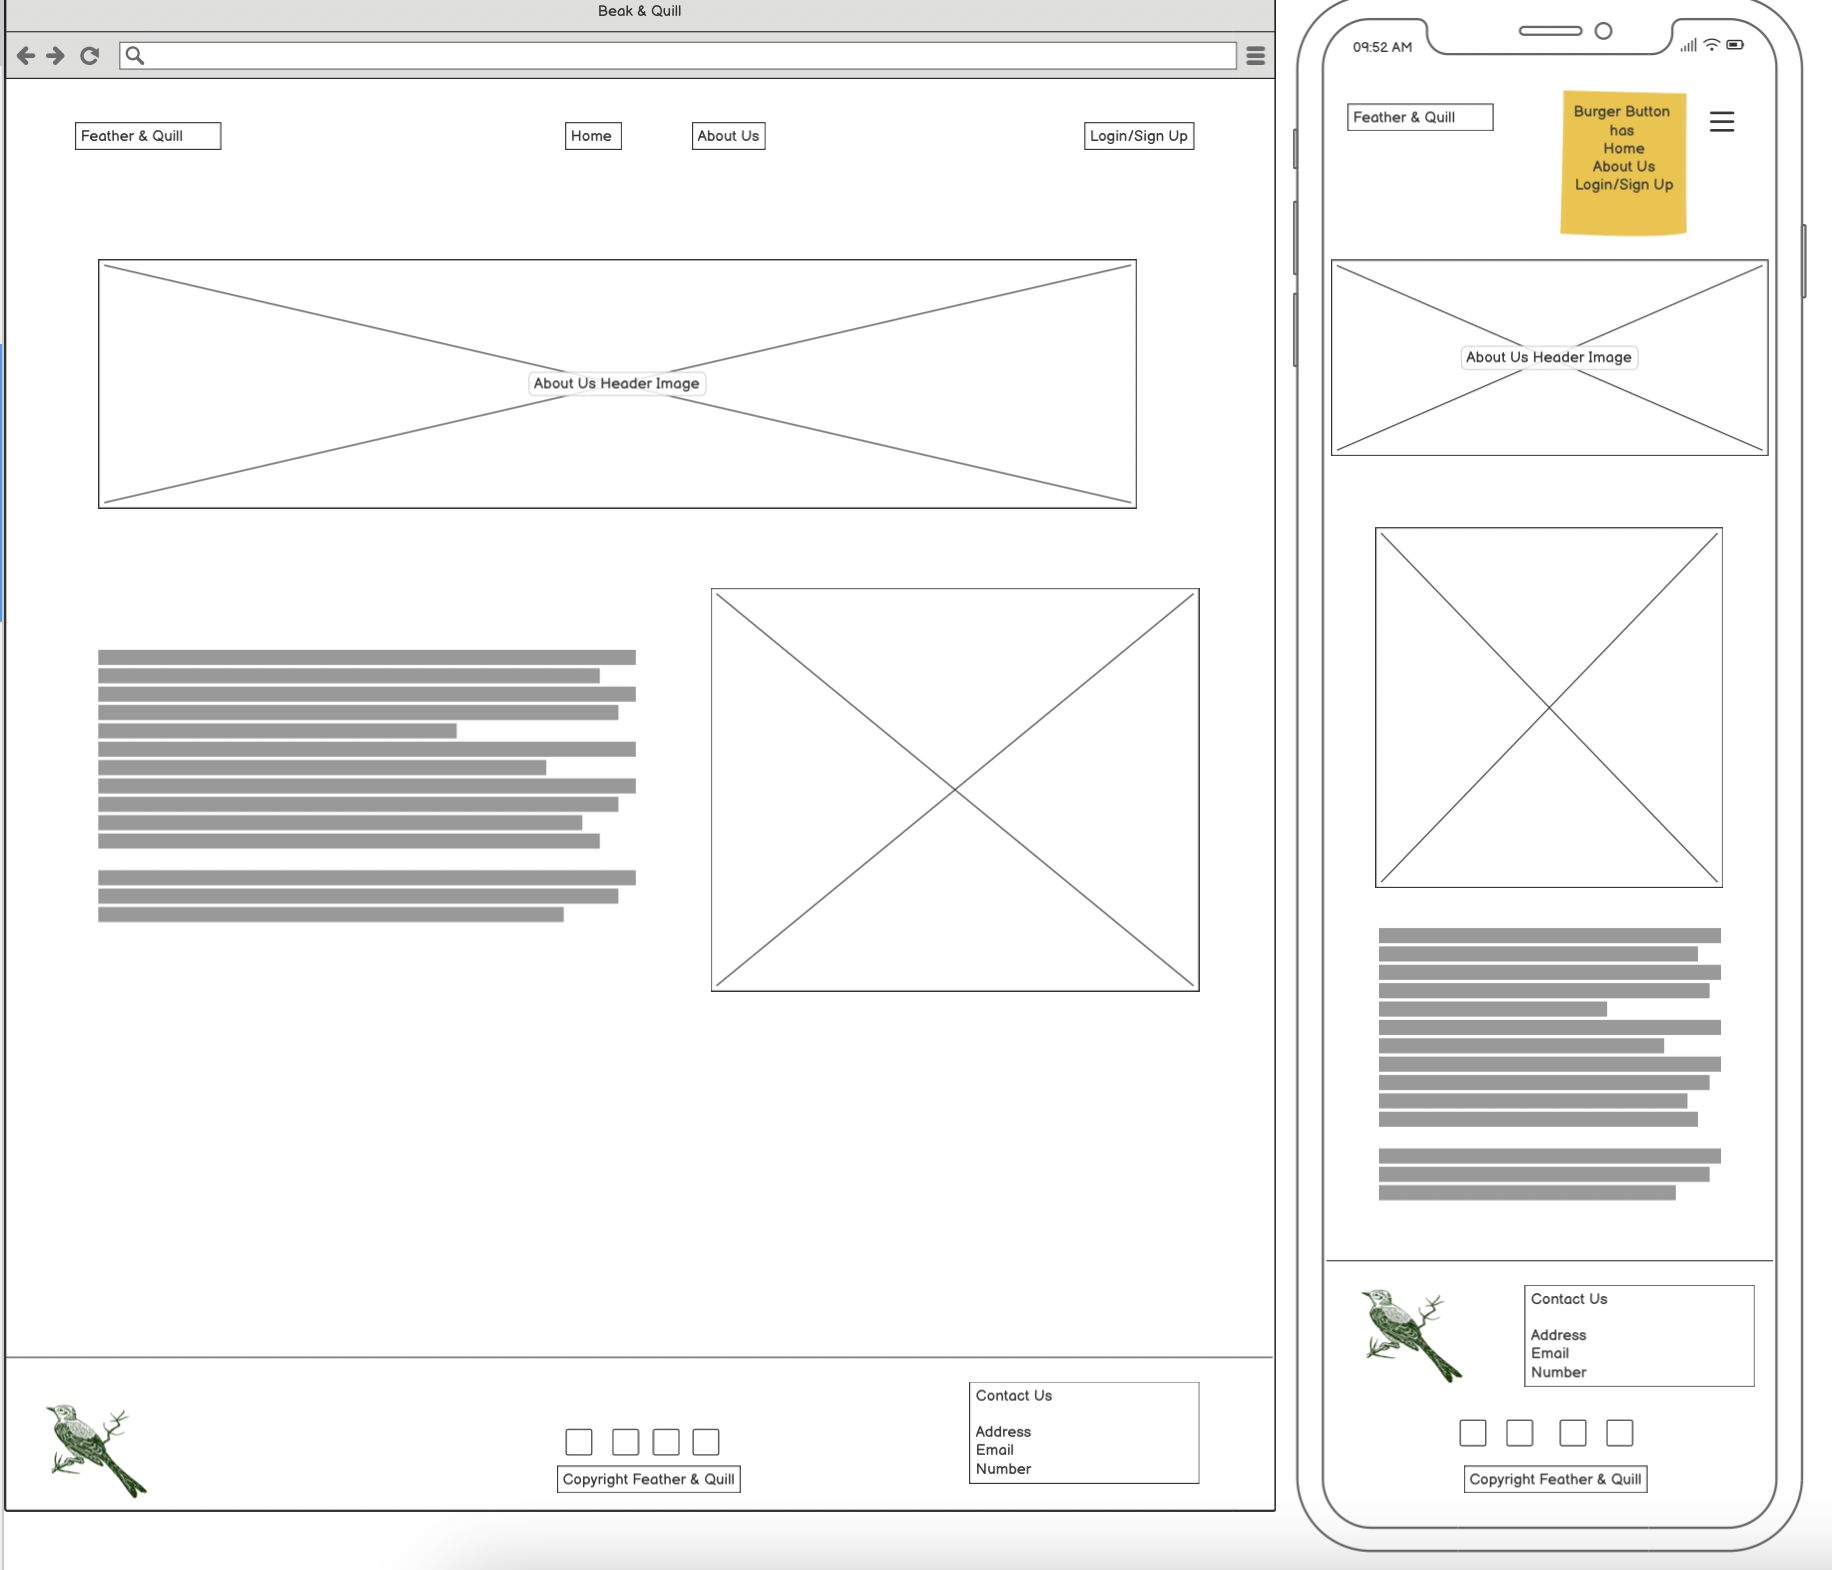 Beak & Quill
Feather & Quill
Home
About Us
Login/Sign Up
About Us Header Image
Contact Us
Address
Email
Number
Copyright Feather & Quill
09:52 AM
Feather & Quill
Burger Button
has
Home
About Us
Login/Sign Up
About Us Header Image
Contact Us
Address
Email
Number
Copyright Feather & Quill